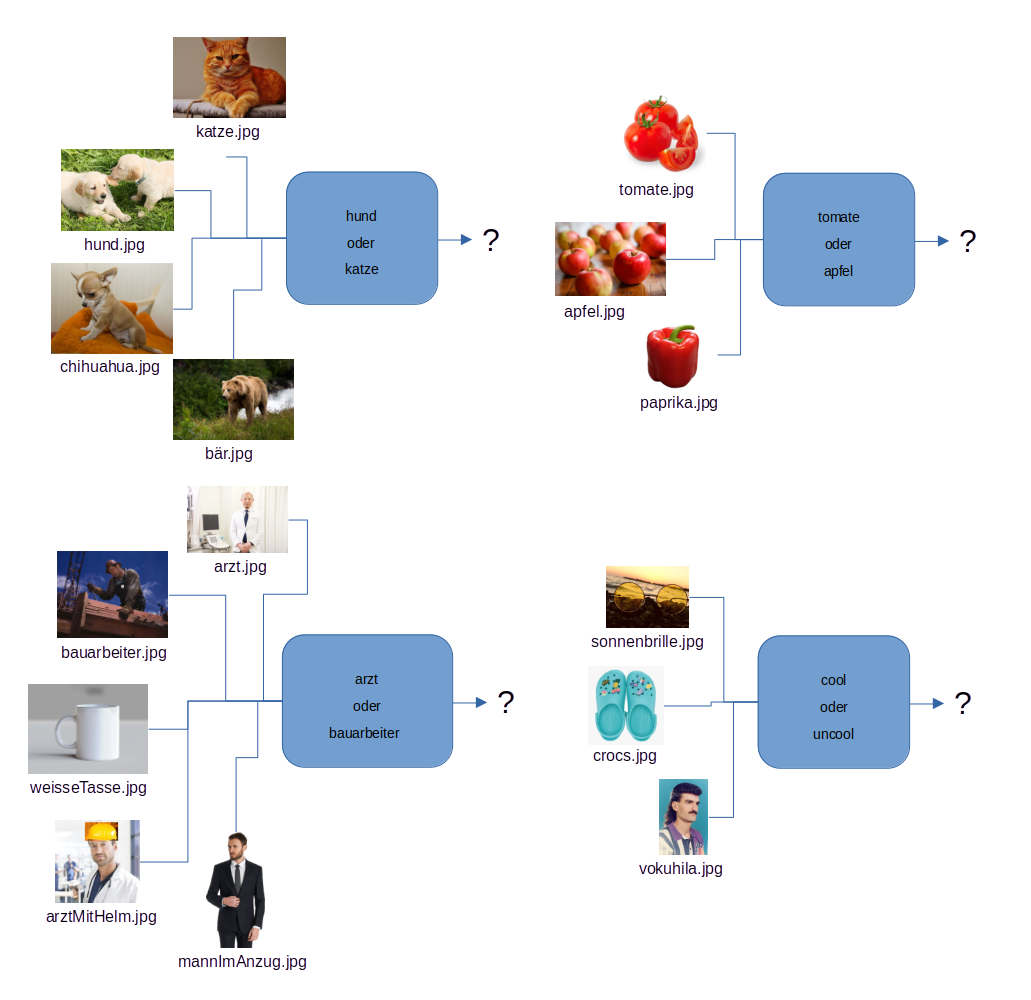 katze.jpg
hund.jpg
chihuahua.jpg
bär.jpg
hund
oder
katze
?
tomate.jpg
apfel.jpg
paprika.jpg
tomate
oder
apfel
?
arzt.jpg
bauarbeiter.jpg
weisseTasse.jpg
arztMitHelm.jpg
mannImAnzug.jpg
arzt
oder
bauarbeiter
?
sonnenbrille.jpg
crocs.jpg
vokuhila.jpg
cool
oder
uncool
?